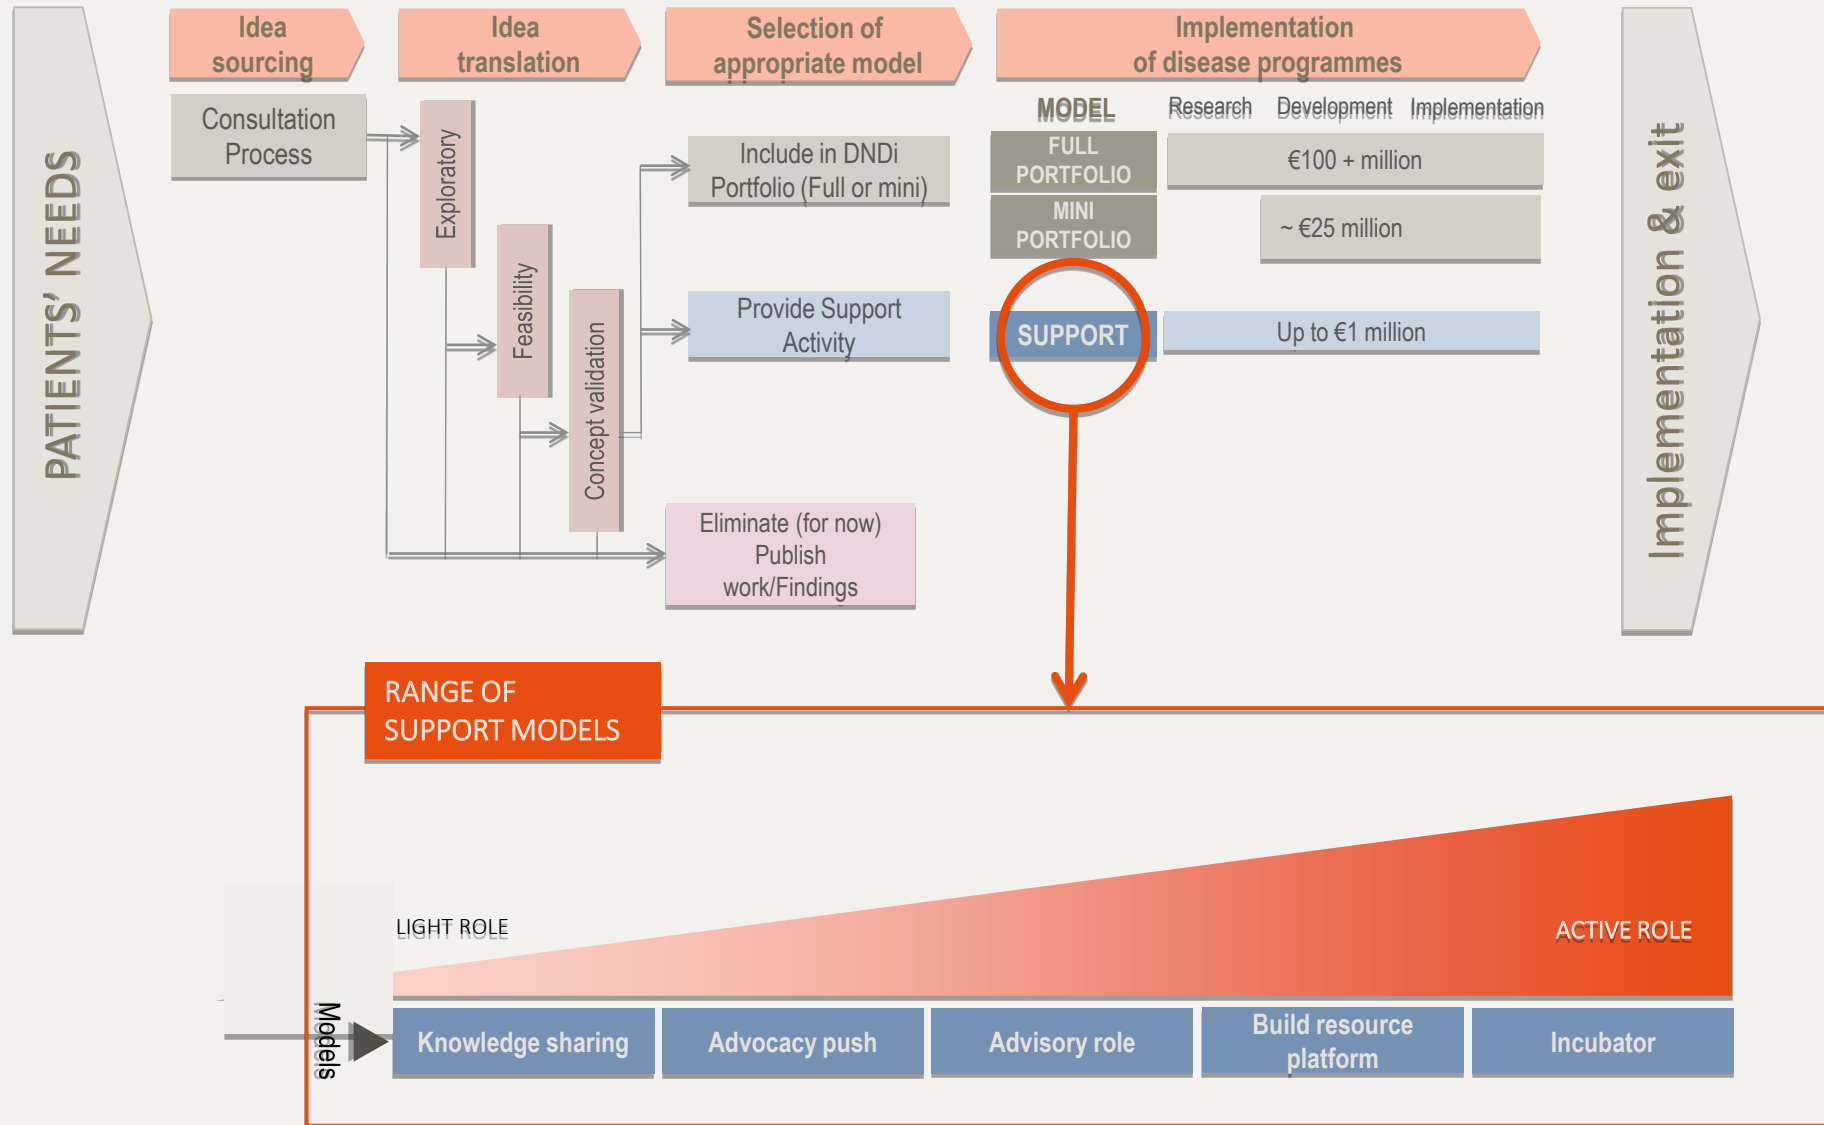 PATIENTS' NEEDS
Idea
sourcing
Idea
translation
Selection of
appropriate model
Implementation
of disease programmes
Consultation
Process
Exploratory
Feasibility
Concept validation
Include in DNDi
Portfolio (Full or mini)
Provide Support
Activity
Eliminate (for now)
Publish
work/Findings
MODEL
Research
Development
Implementation
FULL
PORTFOLIO
€100 + million
MINI
PORTFOLIO
~ €25 million
SUPPORT
Up to €1 million
Implementation & exit
RANGE OF
SUPPORT MODELS
LIGHT ROLE
ACTIVE ROLE
Models
Knowledge sharing
Advocacy push
Advisory role
Build resource
platform
Incubator